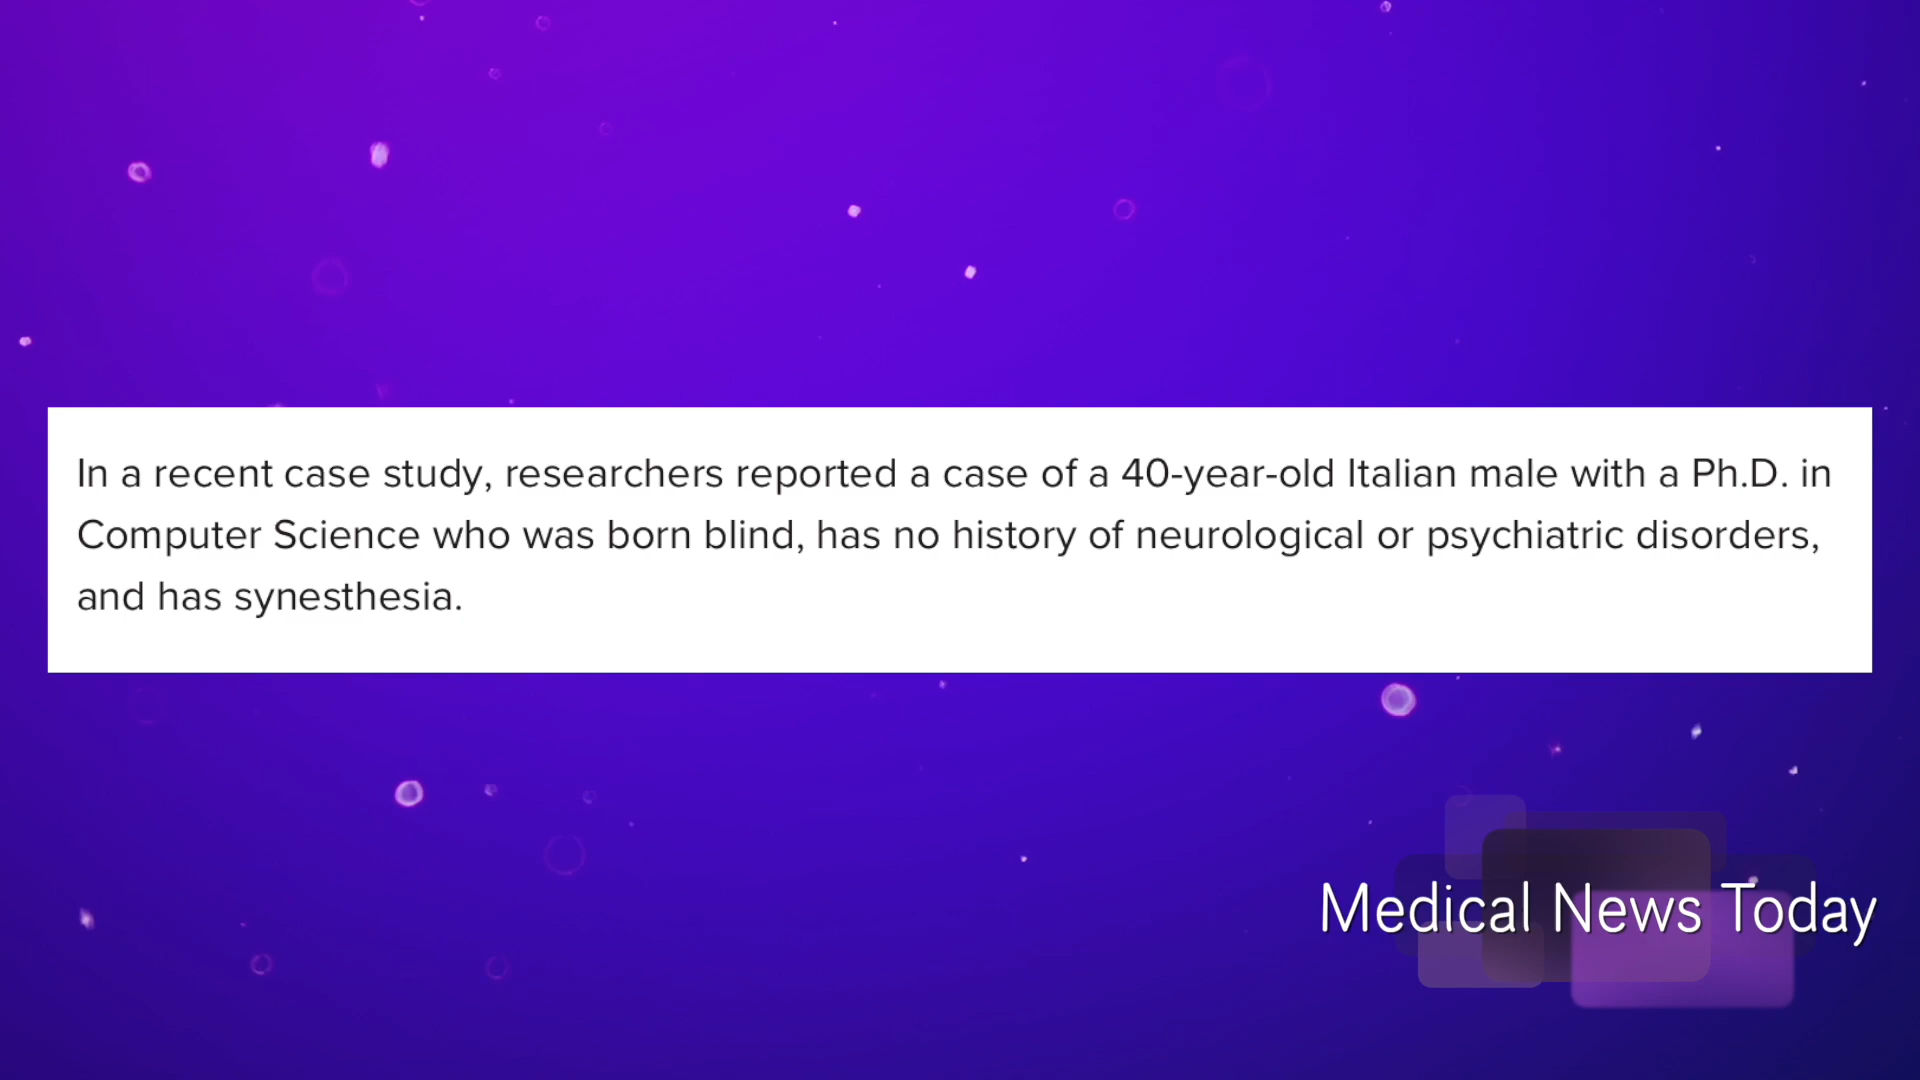 In a recent case study, researchers reported a case of a 40-year-old Italian male with a Ph.D. in
Computer Science who was born blind, has no history of neurological or psychiatric disorders,
and has synesthesia.
Medical News Today